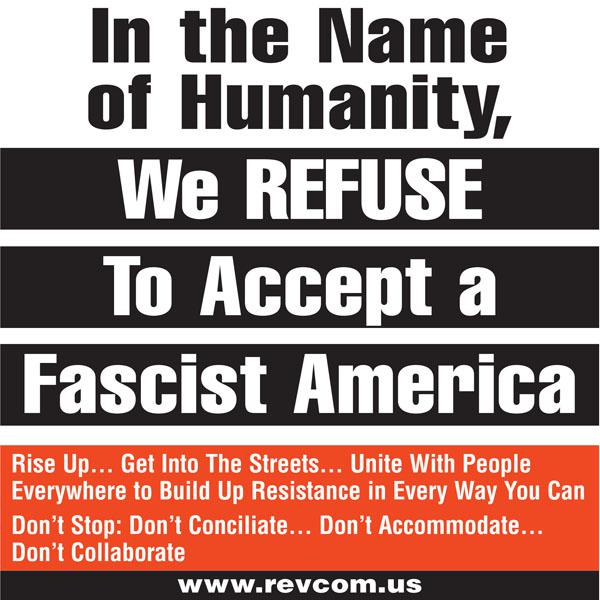 In the Name
of Humanity,
We REFUSE
To Accept a
Fascist America
Rise Up... Get Into The Streets... Unite With People
Everywhere to Build Up Resistance in Every Way You Can
Don't Stop: Don't Conciliate... Don't Accommodate...
Don't Collaborate
www.revcom.us